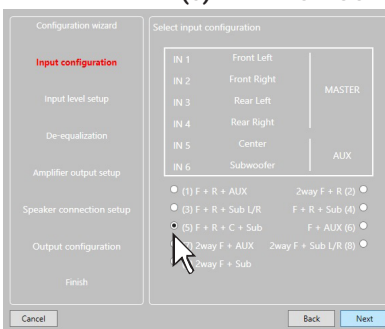 Configuration wizard
Input configuration
Input level setup
De-equalization
Amplifier output setup
Speaker connection setup
Output configuration
Finish
Select input configuration
IN 1 Front Left
IN 2 Front Right
IN 3 Rear Left
IN 4 Rear Right
MASTER
IN 5 Center
IN 6 Subwoofer
AUX
(1) F + R + AUX 2way F + R (2)
(3) F + R + Sub L/R F + R + Sub (4)
(5) F + R + C + Sub F + AUX (6)
2way F + AUX 2way F + Sub L/R (8)
2way F + Sub
Cancel Back Next